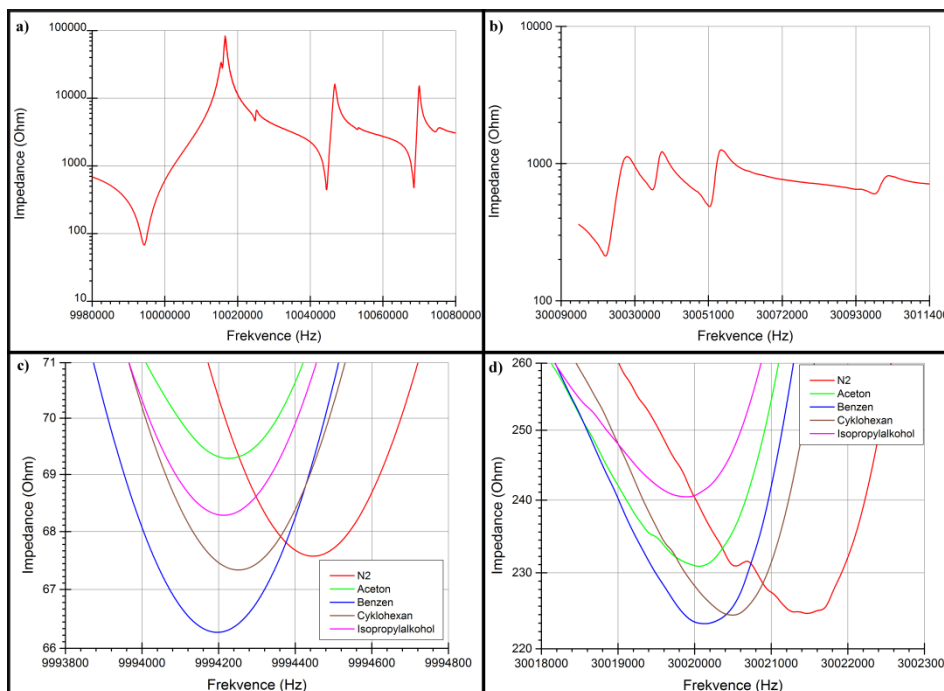 a)
Impedance (Ohm)
100000
10000
1000
100
10
9980000 10000000 10020000 10040000 10060000 10080000
Frekvence (Hz)
b)
Impedance (Ohm)
10000
1000
100
30009000 30030000 30051000 30072000 30093000 3011400
Frekvence (Hz)
c)
Impedance (Ohm)
71
70
69
68
67
66
N2
Aceton
Benzen
Cyklohexan
Isopropylalkohol
9993800 9994000 9994200 9994400 9994600 9994800
Frekvence (Hz)
d)
Impedance (Ohm)
260
250
240
230
220
N2
Aceton
Benzen
Cyklohexan
Isopropylalkohol
30018000 30019000 30020000 30021000 30022000 30023000
Frekvence (Hz)